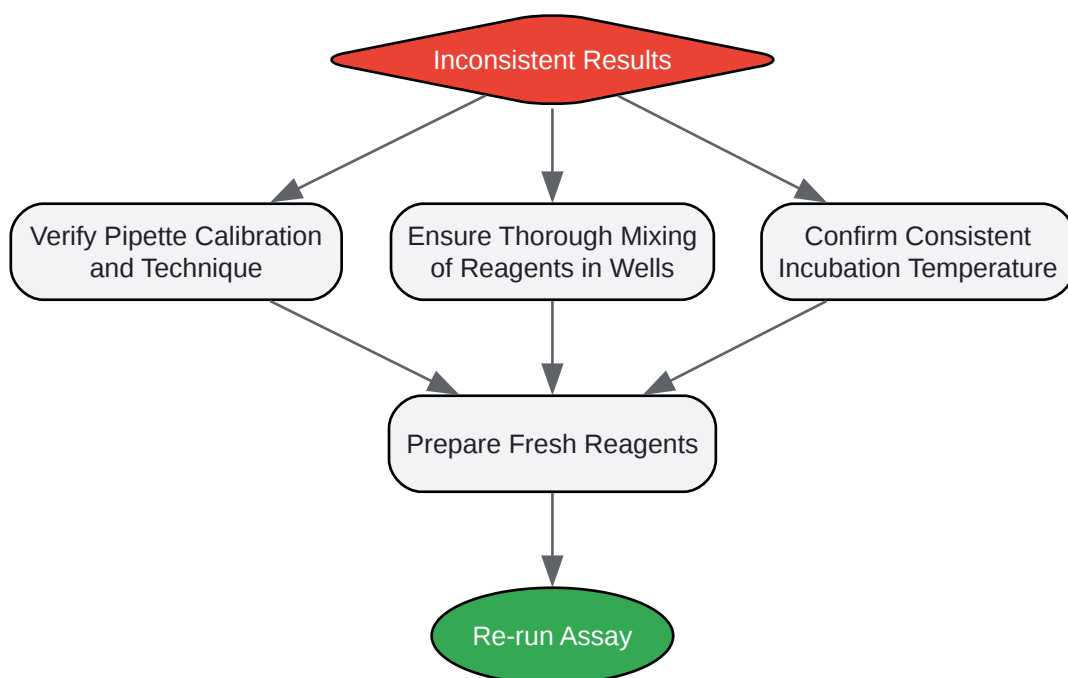 Inconsistent Results
Verify Pipette Calibration
and Technique
Ensure Thorough Mixing
of Reagents in Wells
Confirm Consistent
Incubation Temperature
Prepare Fresh Reagents
Re-run Assay